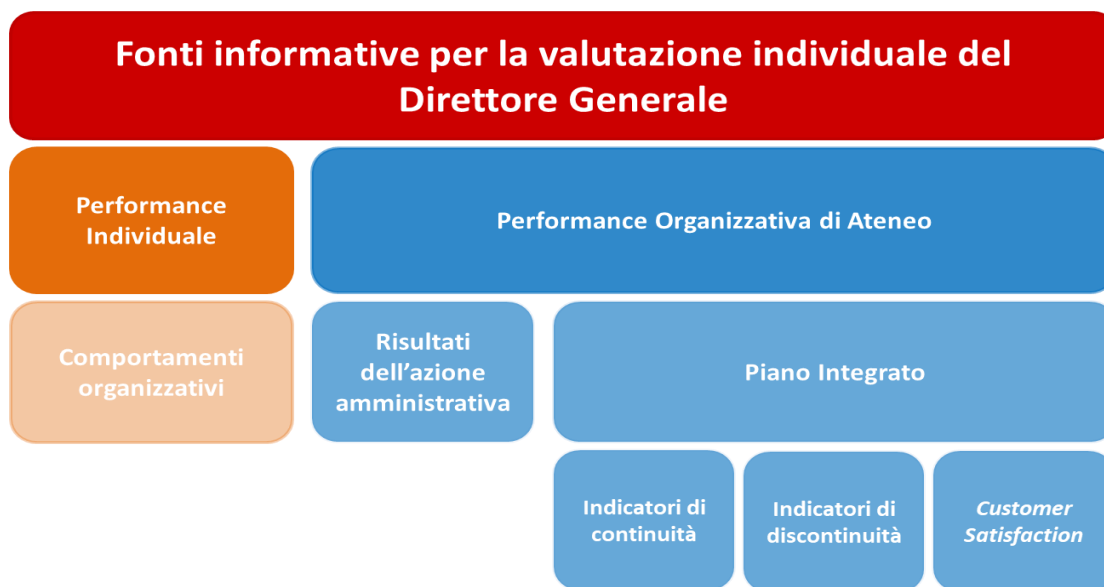 Fonti informative per la valutazione individuale del
Direttore Generale
Performance
Individuale
Performance Organizzativa di Ateneo
Comportamenti
organizzativi
Risultati
dell’azione
amministrativa
Piano Integrato
Indicatori di
continuità
Indicatori di
discontinuità
Customer
Satisfaction